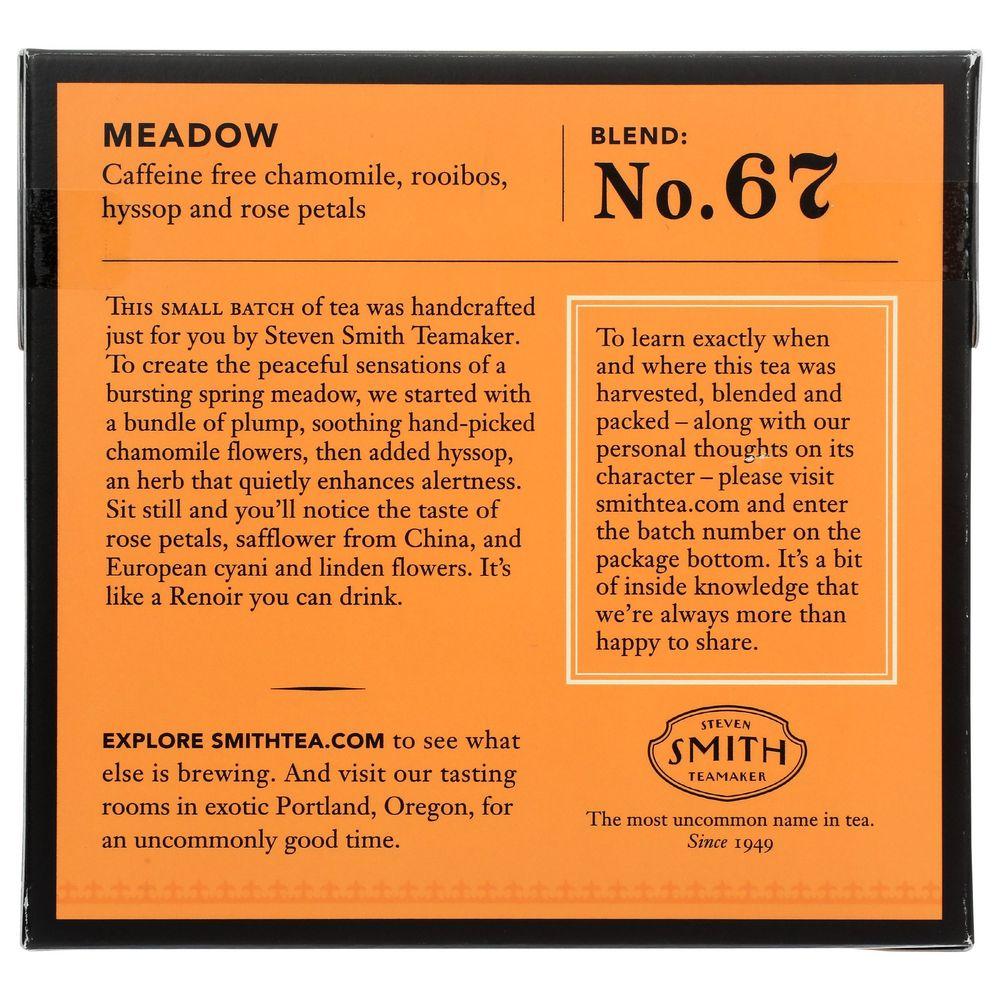 MEADOW
Caffeine free chamomile, rooibos,
hyssop and rose petals
BLEND:
No.67
THIS SMALL BATCH of tea was handcrafted
just for you by Steven Smith Teamaker.
To create the peaceful sensations of a
bursting spring meadow, we started with
a bundle of plump, soothing hand-picked
chamomile flowers, then added hyssop,
an herb that quietly enhances alertness.
Sit still and you'll notice the taste of
rose petals, safflower from China, and
European cyani and linden flowers. It's
like a Renoir you can drink.
To learn exactly when
and where this tea was
harvested, blended and
packed – along with our
personal thoughts on its
character – please visit
smithtea.com and enter
the batch number on the
package bottom. It's a bit
of inside knowledge that
we're always more than
happy to share.
EXPLORE SMITHTEA.COM to see what
else is brewing. And visit our tasting
rooms in exotic Portland, Oregon, for
an uncommonly good time.
STEVEN
SMITH
TEAMAKER
The most uncommon name in tea.
Since 1949